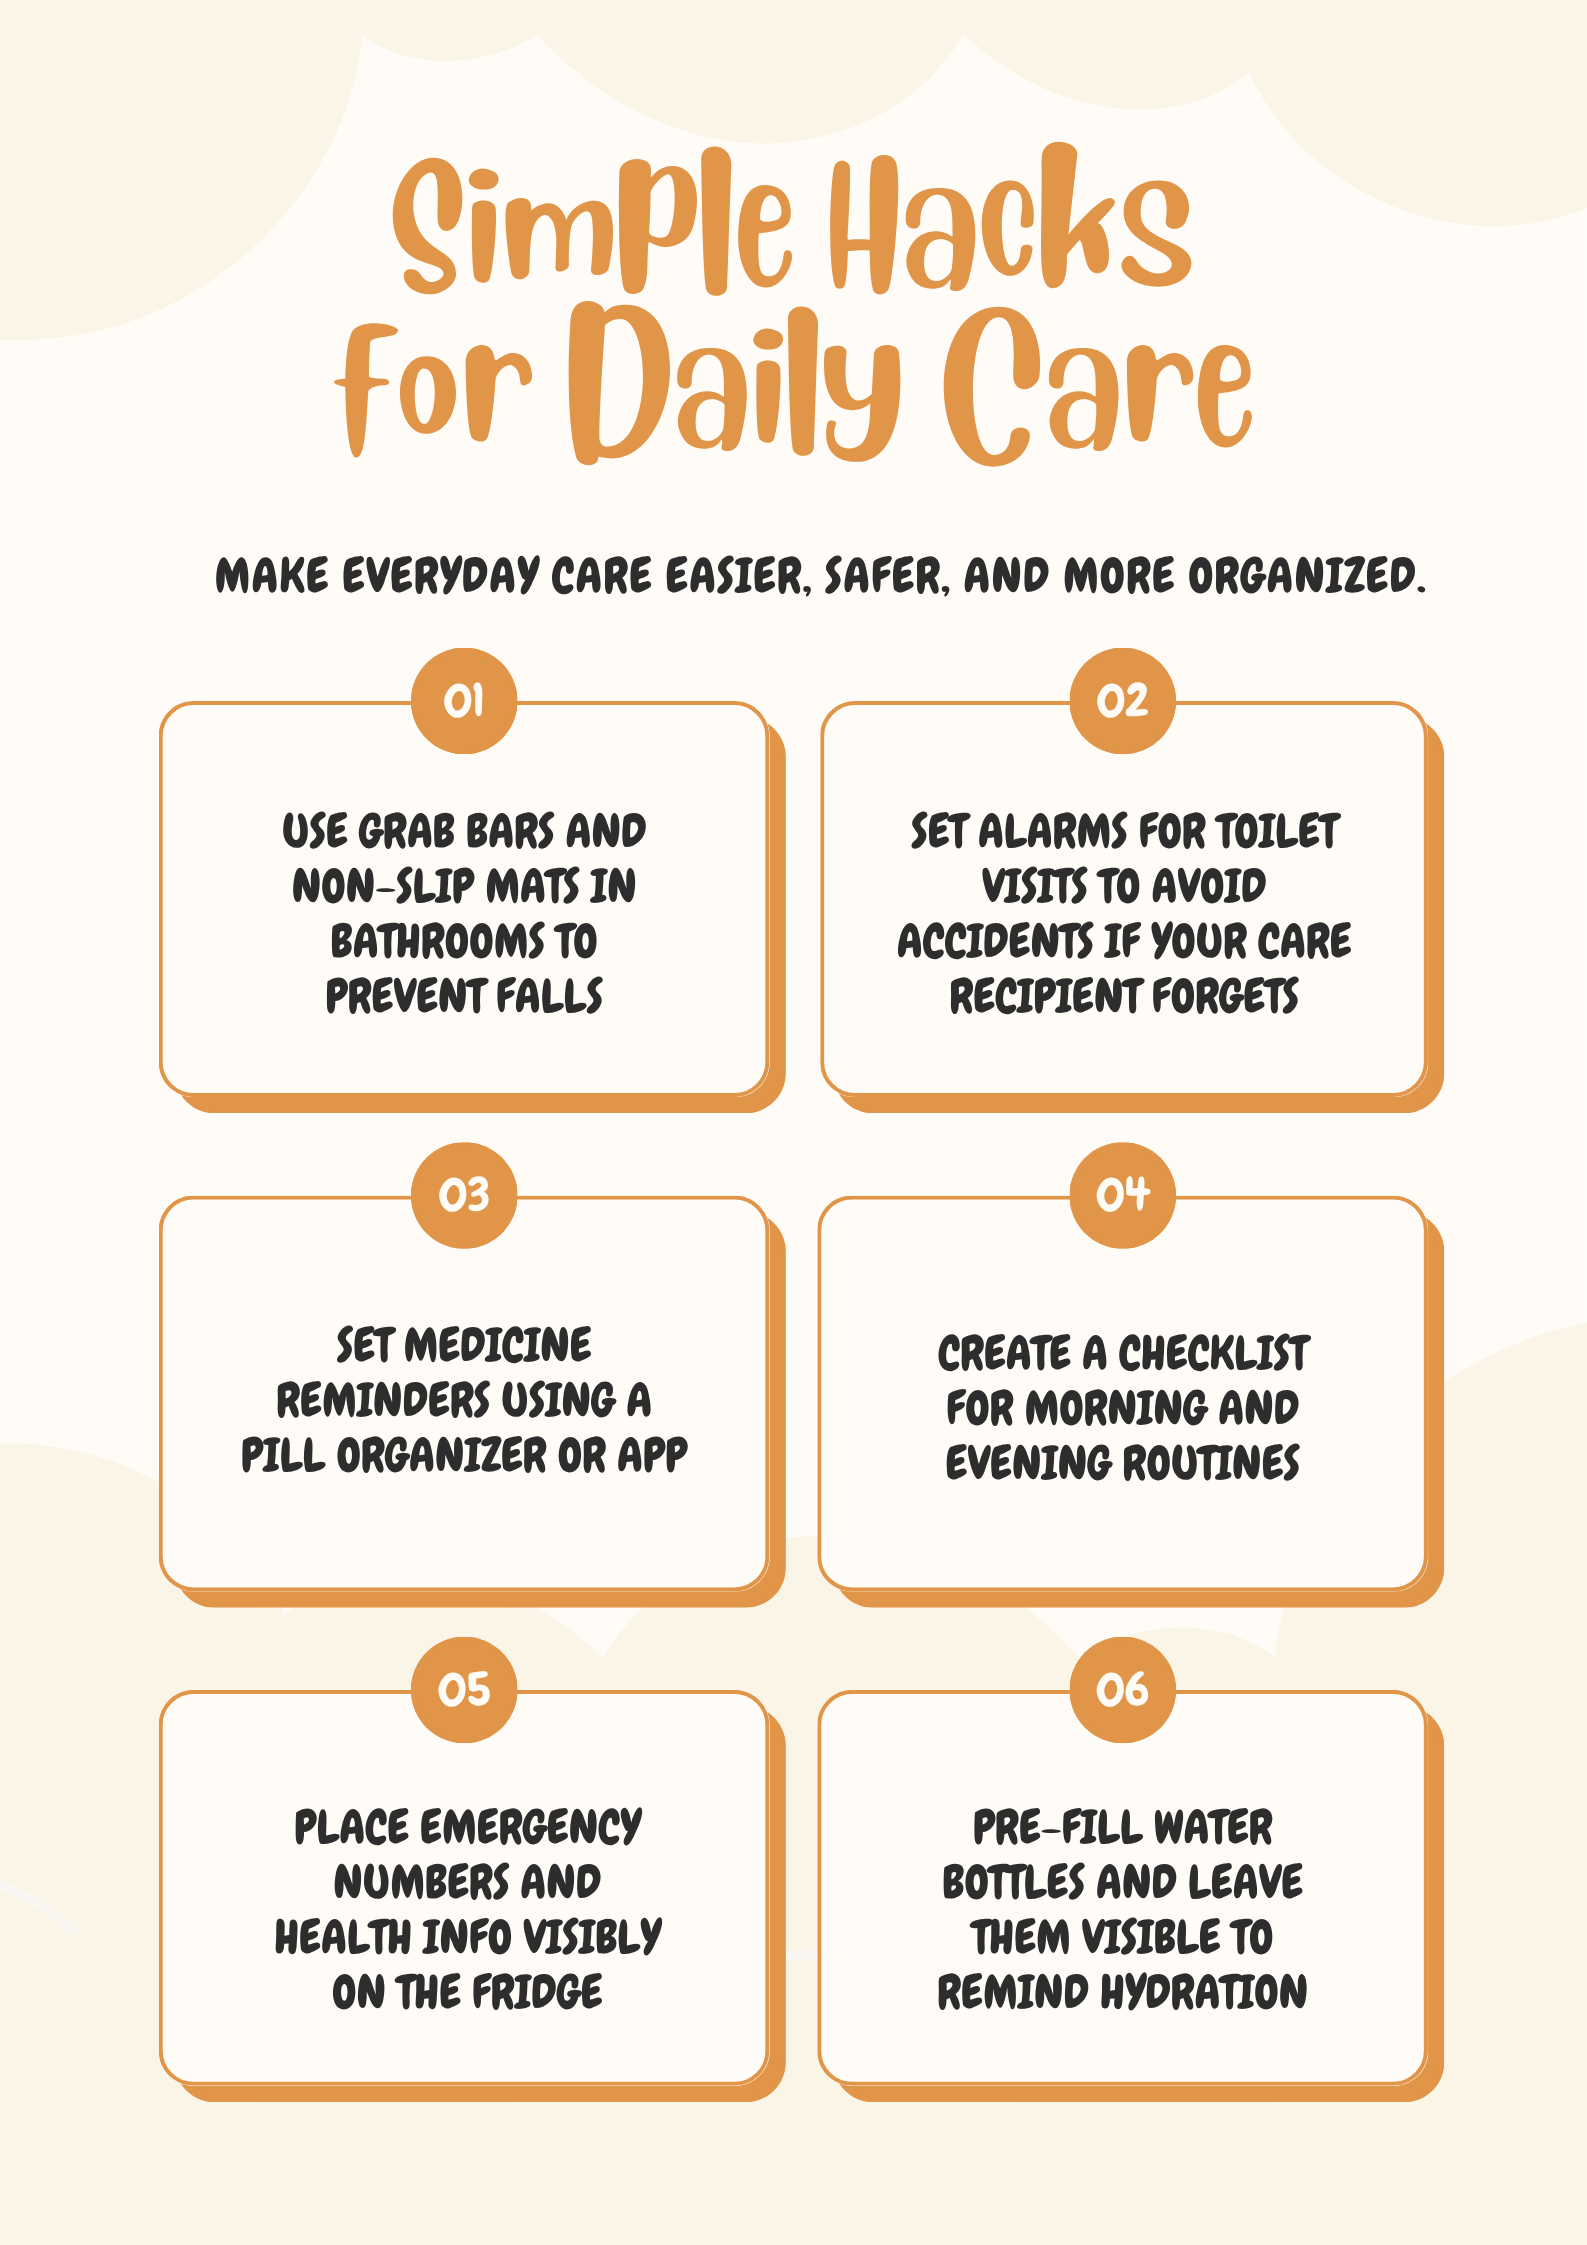 Simple Hacks
for Daily Care
MAKE EVERYDAY CARE EASIER, SAFER, AND MORE ORGANIZED.
01
USE GRAB BARS AND
NON-SLIP MATS IN
BATHROOMS TO
PREVENT FALLS
02
SET ALARMS FOR TOILET
VISITS TO AVOID
ACCIDENTS IF YOUR CARE
RECIPIENT FORGETS
03
SET MEDICINE
REMINDERS USING A
PILL ORGANIZER OR APP
04
CREATE A CHECKLIST
FOR MORNING AND
EVENING ROUTINES
05
PLACE EMERGENCY
NUMBERS AND
HEALTH INFO VISIBLY
ON THE FRIDGE
06
PRE-FILL WATER
BOTTLES AND LEAVE
THEM VISIBLE TO
REMIND HYDRATION